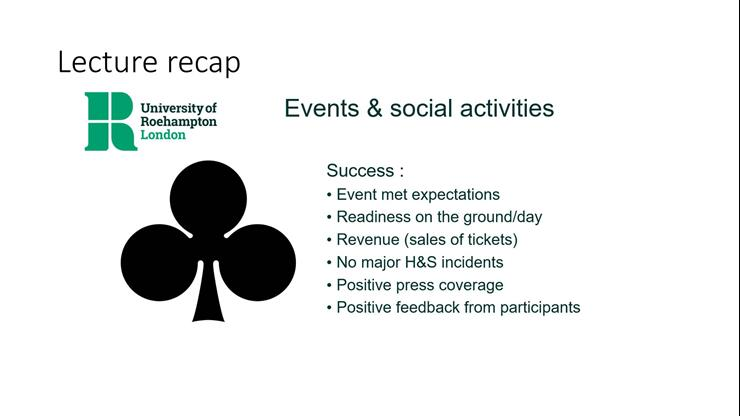 Lecture recap
University of
Roehampton
London
Events & social activities
Success :
• Event met expectations
• Readiness on the ground/day
• Revenue (sales of tickets)
• No major H&S incidents
• Positive press coverage
• Positive feedback from participants